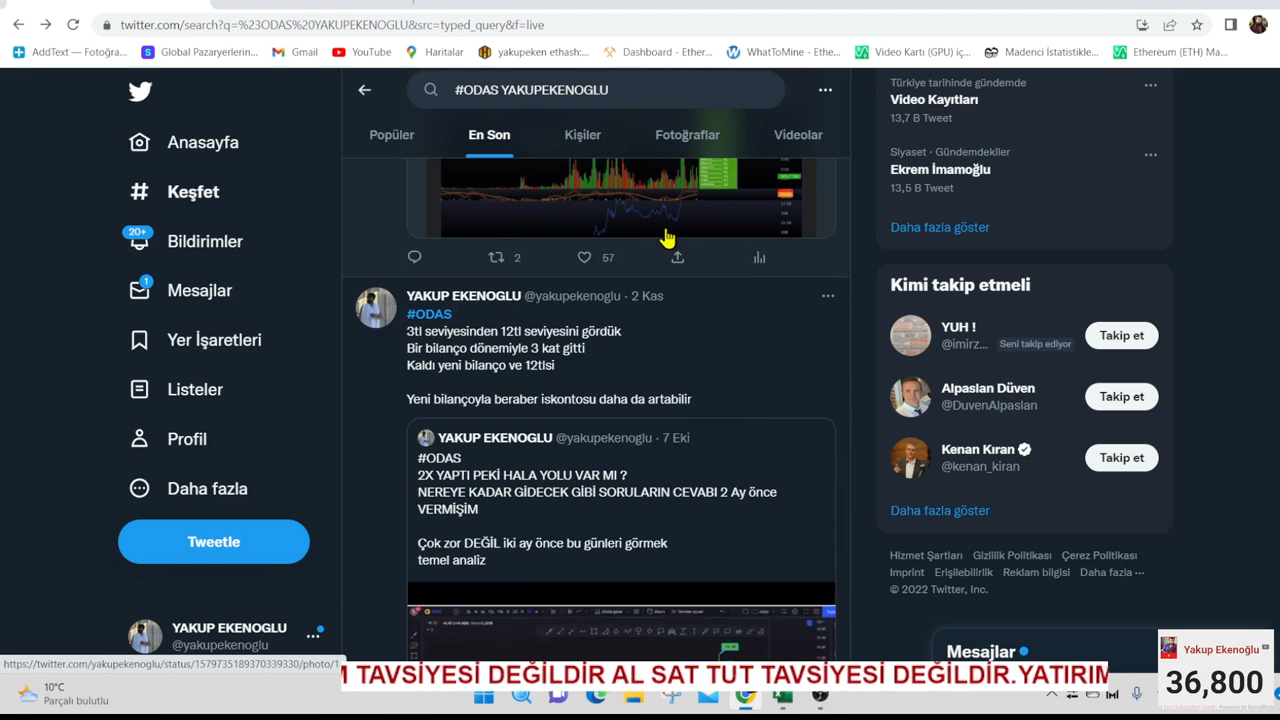 twitter.com/search?q=%23ODAS%20YAKUPEKENOGLU&src=typed_query&f=live
AddText — Fotoğra...
Global Pazaryerlerin...
Gmail
YouTube
Haritalar
yakupeken ethash:...
Dashboard - Ether...
WhatToMine - Ethe...
Video Kartı (GPU) iç...
Madenci İstatistikle...
Ethereum (ETH) Ma...
Anasayfa
# Keşfet
20+
Bildirimler
1
Mesajlar
Yer İşaretleri
Listeler
Profil
Daha fazla
Tweetle
YAKUP EKENOGLU
@yakupekenoglu
#ODAS YAKUPEKENOGLU
Popüler
En Son
Kişiler
Fotoğraflar
Videolar
2
57
YAKUP EKENOGLU @yakupekenoglu · 2 Kas
#ODAS
3tl seviyesinden 12tl seviyesini gördük
Bir bilanço dönemiyle 3 kat gitti
Kaldı yeni bilanço ve 12tlsi
Yeni bilançoyla beraber iskontosu daha da artabilir
YAKUP EKENOGLU @yakupekenoglu · 7 Eki
#ODAS
2X YAPTI PEKİ HALA YOLU VAR MI ?
NEREYE KADAR GİDECEK GİBİ SORULARIN CEVABI 2 Ay önce
VERMİŞİM
Çok zor DEĞİL iki ay önce bu günleri görmek
temel analiz
Türkiye tarihinde gündemde
Video Kayıtları
13,7 B Tweet
Siyaset · Gündemdekiler
Ekrem İmamoğlu
13,5 B Tweet
Daha fazla göster
Kimi takip etmeli
YUH !
@imirz...
Seni takip ediyor
Takip et
Alpaslan Düven
@DuvenAlpaslan
Takip et
Kenan Kıran
@kenan_kiran
Takip et
Daha fazla göster
Hizmet Şartları Gizlilik Politikası Çerez Politikası
Imprint Erişilebilirlik Reklam bilgisi Daha fazla ···
© 2022 Twitter, Inc.
Mesajlar
https://twitter.com/yakupekenoglu/status/1579735189370339330/photo/1
M TAVSİYESİ DEĞİLDİR AL SAT TUT TAVSİYESİ DEĞİLDİR.YATIRIM
Yakup Ekenoğlu
36,800
10°C
Parçalı bulutlu